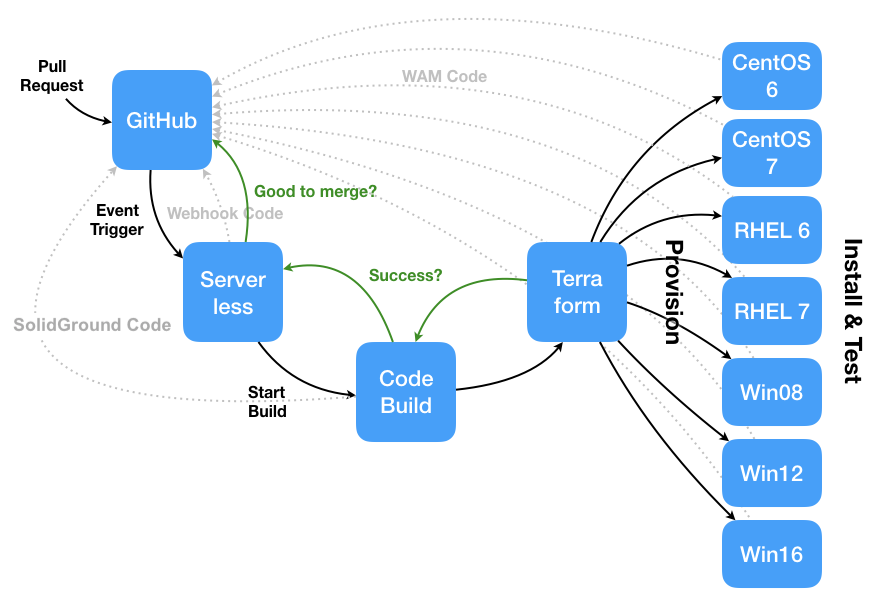 Pull
Request
GitHub
WAM Code
CentOS
6
CentOS
7
RHEL 6
RHEL 7
Win08
Win12
Win16
Good to merge?
Webhook Code
Event
Trigger
Server
less
Success?
Terra
form
Provision
Install & Test
SolidGround Code
Start
Build
Code
Build